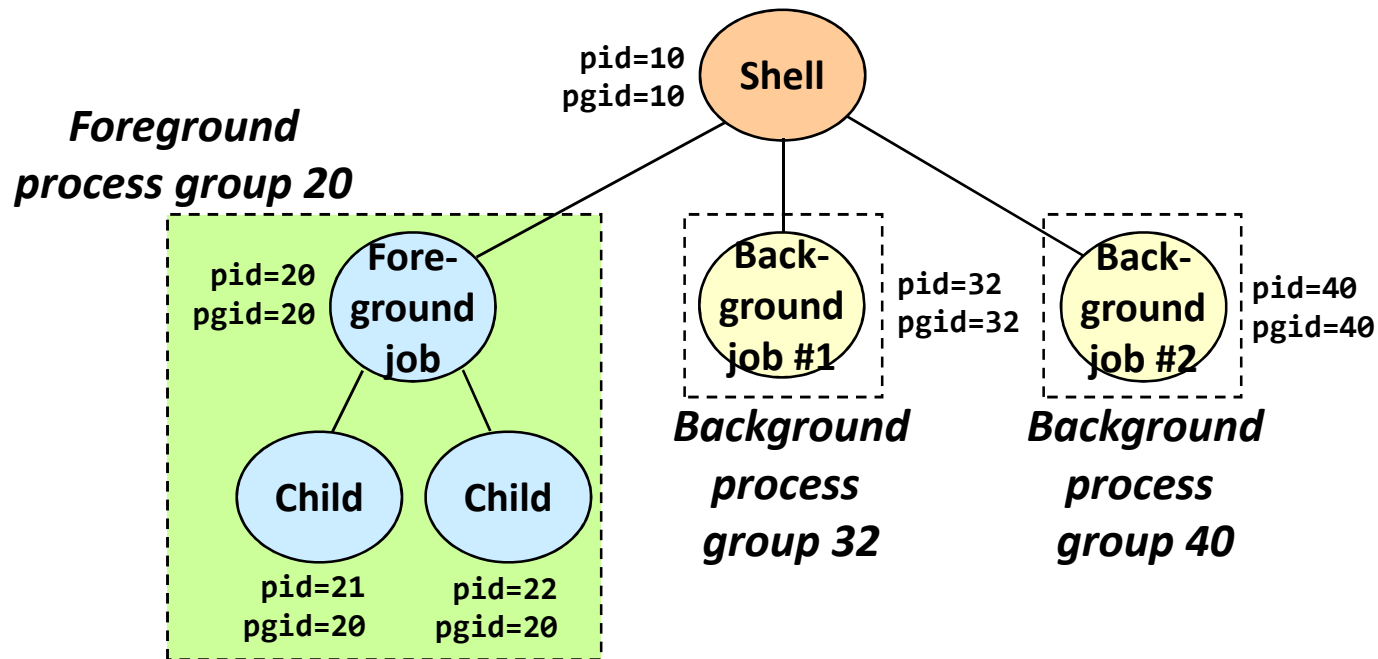 pid=10
pgid=10
Shell
Foreground
process group 20
pid=20
pgid=20
Fore-
ground
job
Back-
ground
job #1
pid=32
pgid=32
Back-
ground
job #2
pid=40
pgid=40
Child
Child
pid=21
pgid=20
pid=22
pgid=20
Background
process
group 32
Background
process
group 40